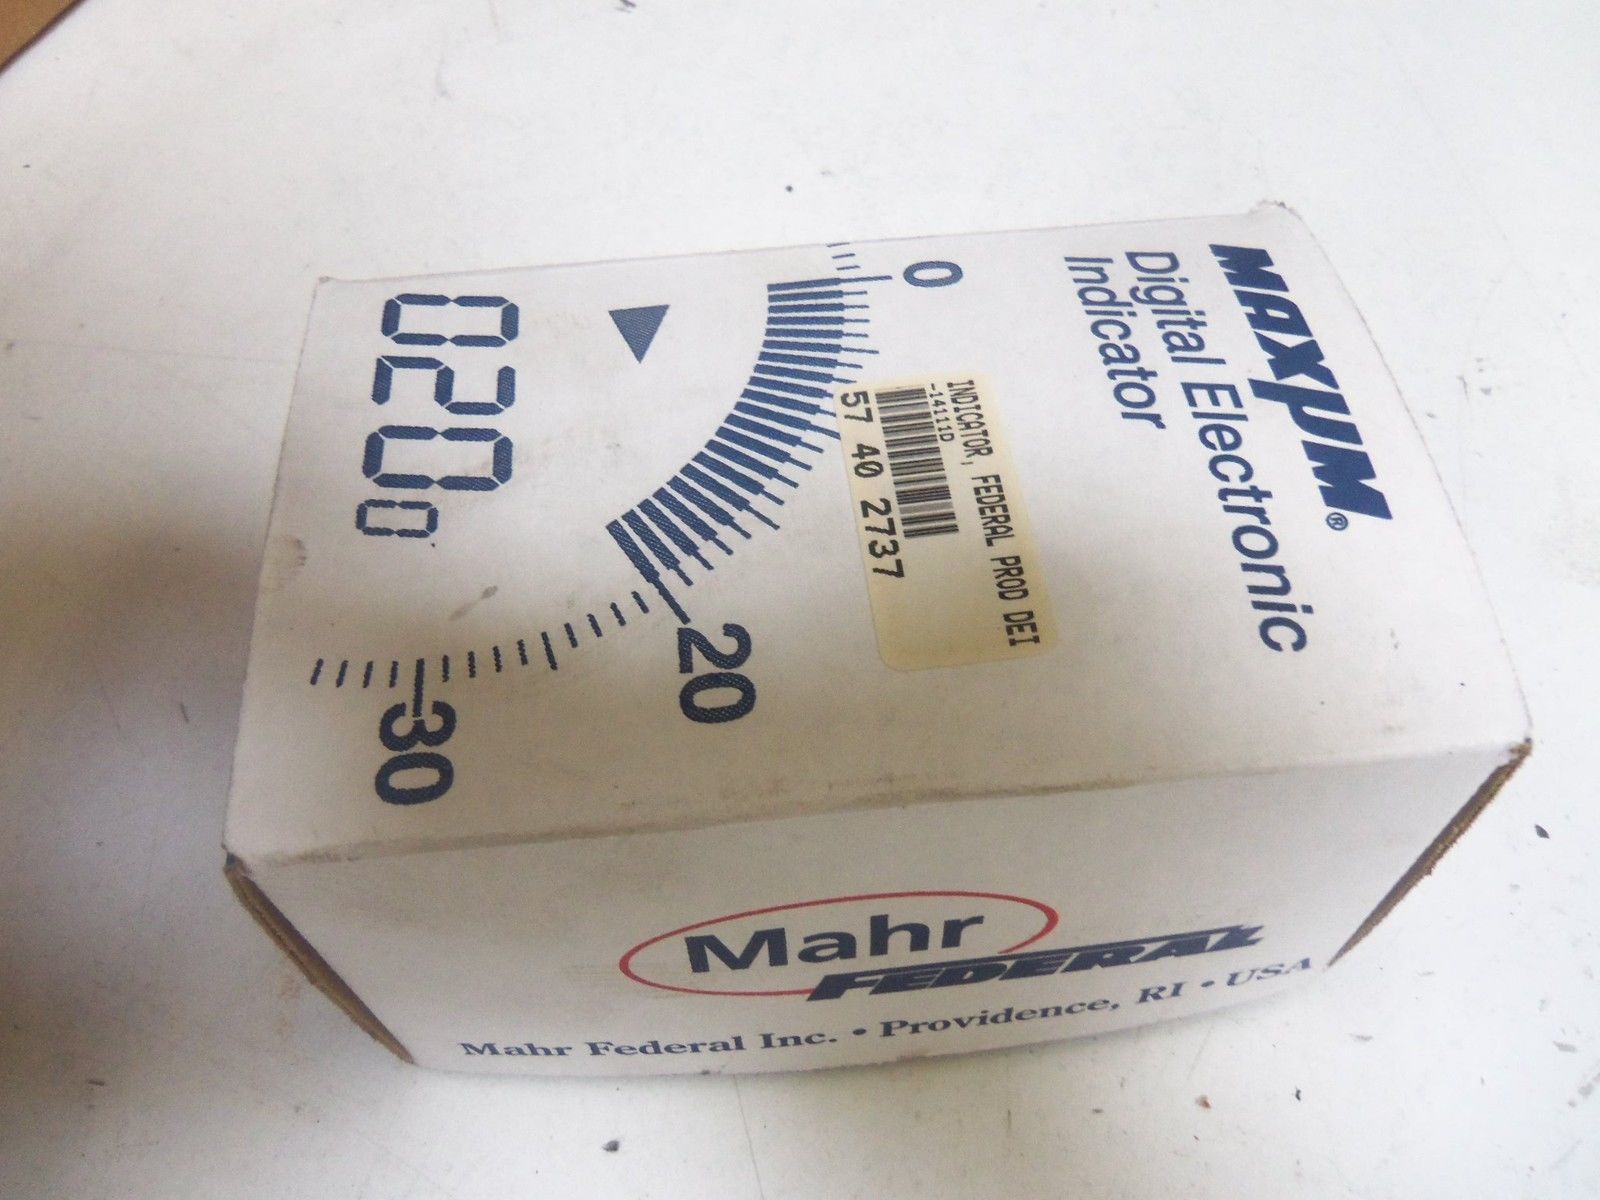 MAXµM®
Digital Electronic
Indicator
0
20
30
0200
INDICATOR, FEDERAL PROD DEI
-14111D
57 40 2737
Mahr
FEDERAL
Mahr Federal Inc. • Providence, RI • USA